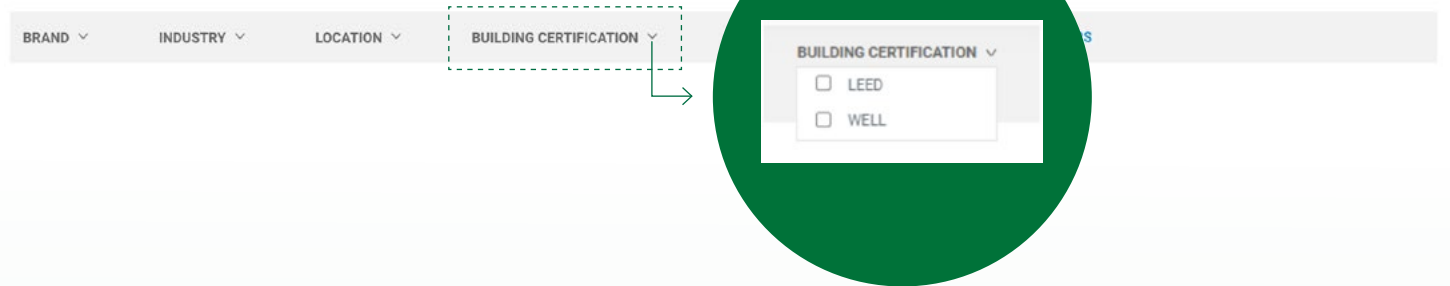 BRAND INDUSTRY LOCATION BUILDING CERTIFICATION
BUILDING CERTIFICATION
LEED
WELL